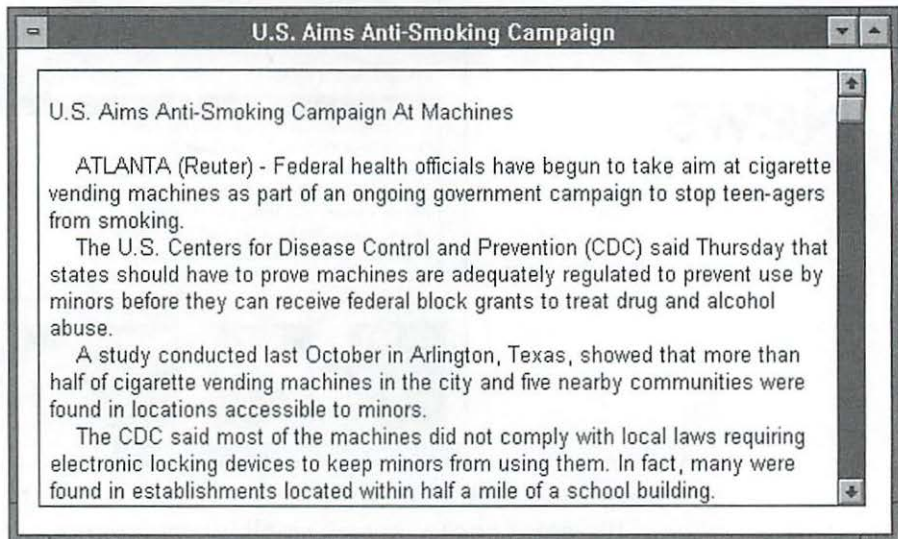 U.S. Aims Anti-Smoking Campaign
U.S. Aims Anti-Smoking Campaign At Machines
ATLANTA (Reuter) - Federal health officials have begun to take aim at cigarette
vending machines as part of an ongoing government campaign to stop teen-agers
from smoking.
The U.S. Centers for Disease Control and Prevention (CDC) said Thursday that
states should have to prove machines are adequately regulated to prevent use by
minors before they can receive federal block grants to treat drug and alcohol
abuse.
A study conducted last October in Arlington, Texas, showed that more than
half of cigarette vending machines in the city and five nearby communities were
found in locations accessible to minors.
The CDC said most of the machines did not comply with local laws requiring
electronic locking devices to keep minors from using them. In fact, many were
found in establishments located within half a mile of a school building.